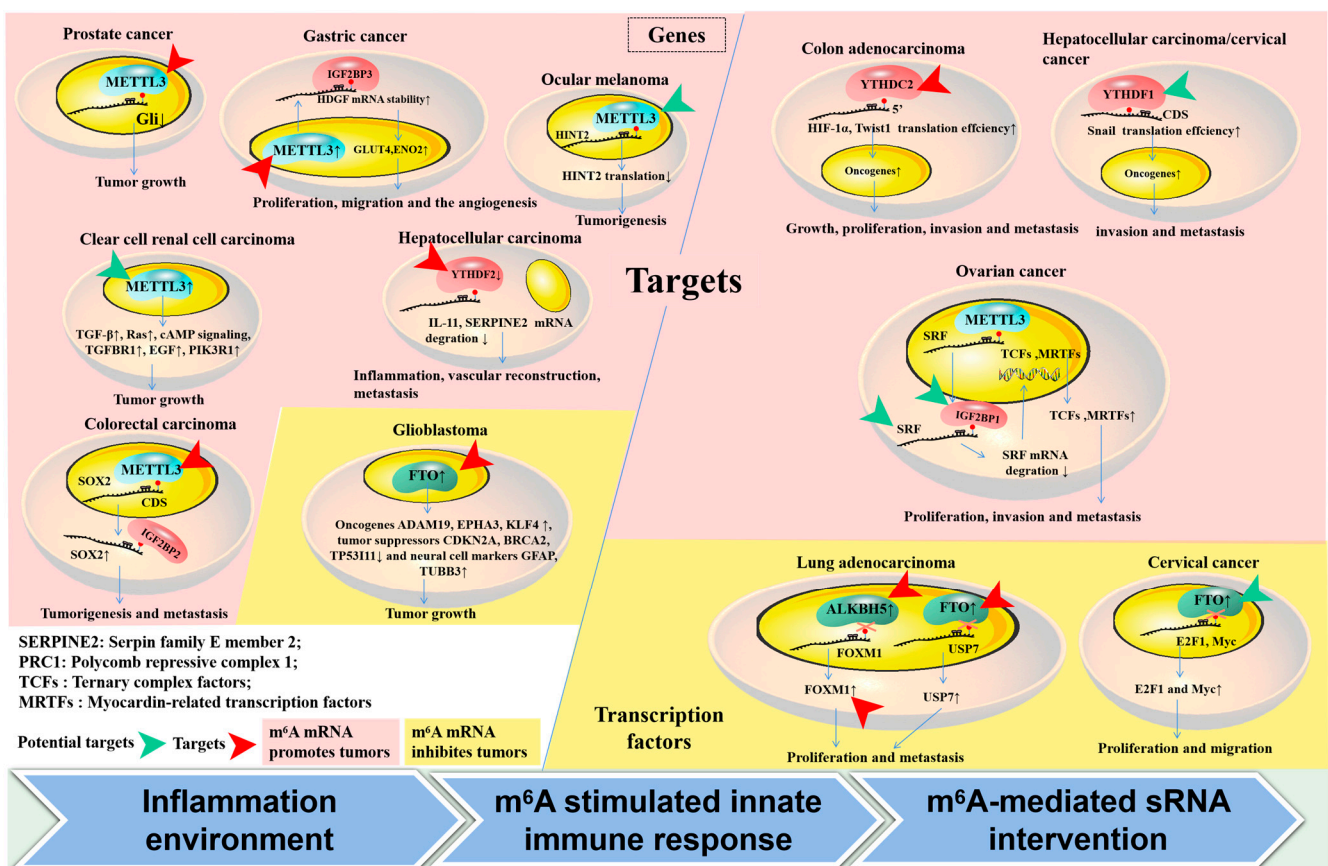 Genes
Prostate cancer
METTL3
Gli↓
Tumor growth
Gastric cancer
IGF2BP3
HDGF mRNA stability↑
METTL3↑
GLUT4,ENO2↑
Proliferation, migration and the angiogenesis
Ocular melanoma
METTL3
HINT2
HINT2 translation↓
Tumorigenesis
Colon adenocarcinoma
YTHDC2
5’
HIF-1α, Twist1 translation effciency↑
Oncogenes↑
Growth, proliferation, invasion and metastasis
Hepatocellular carcinoma/cervical
cancer
YTHDF1
CDS
Snail translation effciency↑
Oncogenes↑
invasion and metastasis
Clear cell renal cell carcinoma
METTL3↑
TGF-β↑, Ras↑, cAMP signaling,
TGFBR1↑, EGF↑, PIK3R1↑
Tumor growth
Hepatocellular carcinoma
YTHDF2↓
IL-11, SERPINE2 mRNA
degration ↓
Inflammation, vascular reconstruction,
metastasis
Targets
Ovarian cancer
METTL3
SRF
TCFs ,MRTFs
IGF2BP1
SRF
TCFs ,MRTFs↑
SRF mRNA
degration ↓
Proliferation, invasion and metastasis
Colorectal carcinoma
METTL3
SOX2
CDS
IGF2BP2
SOX2↑
Tumorigenesis and metastasis
Glioblastoma
FTO↑
Oncogenes ADAM19, EPHA3, KLF4 ↑,
tumor suppressors CDKN2A, BRCA2,
TP53I11↓ and neural cell markers GFAP,
TUBB3↑
Tumor growth
Lung adenocarcinoma
ALKBH5↑
FTO↑
FOXM1
USP7
FOXM1↑
USP7↑
Proliferation and metastasis
Cervical cancer
FTO↑
E2F1, Myc
E2F1 and Myc↑
Proliferation and migration
Transcription
factors
SERPINE2: Serpin family E member 2;
PRC1: Polycomb repressive complex 1;
TCFs : Ternary complex factors;
MRTFs : Myocardin-related transcription factors
Potential targets
Targets
m⁶A mRNA
promotes tumors
m⁶A mRNA
inhibites tumors
Inflammation
environment
m⁶A stimulated innate
immune response
m⁶A-mediated sRNA
intervention